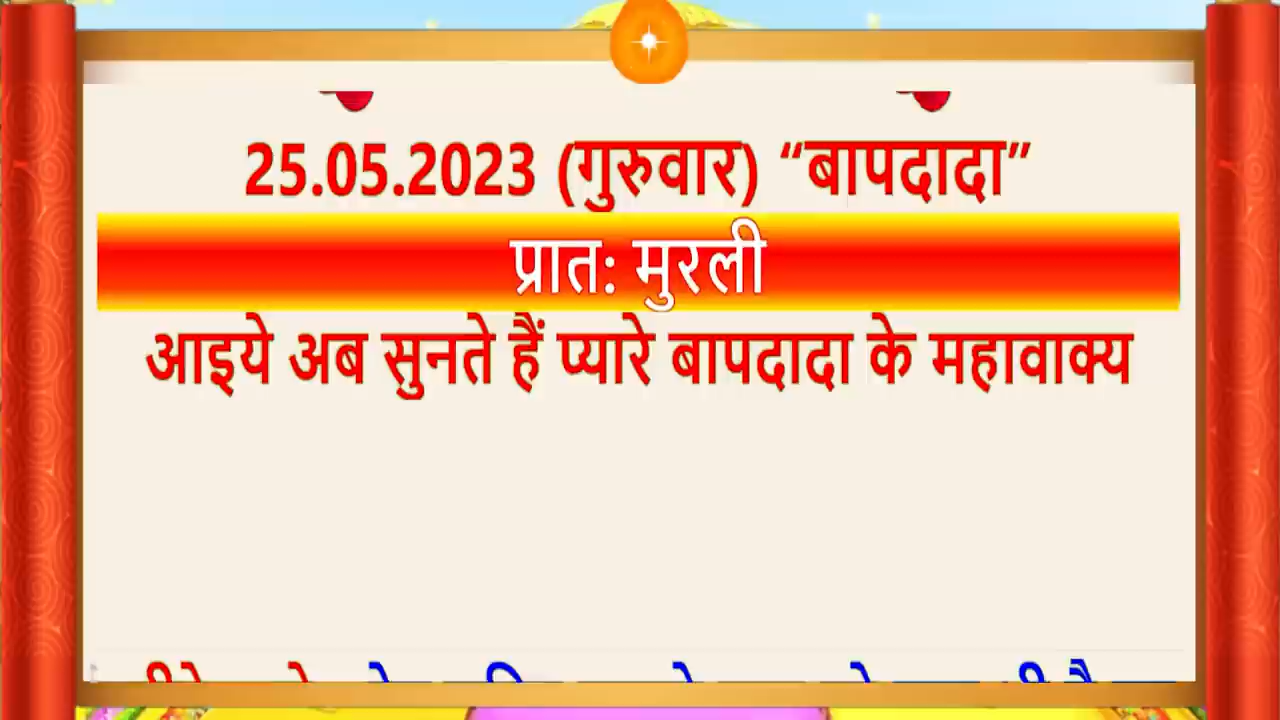 25.05.2023 (गुरुवार) “बापदादा”
प्रात: मुरली
आइये अब सुनते हैं प्यारे बापदादा के महावाक्य